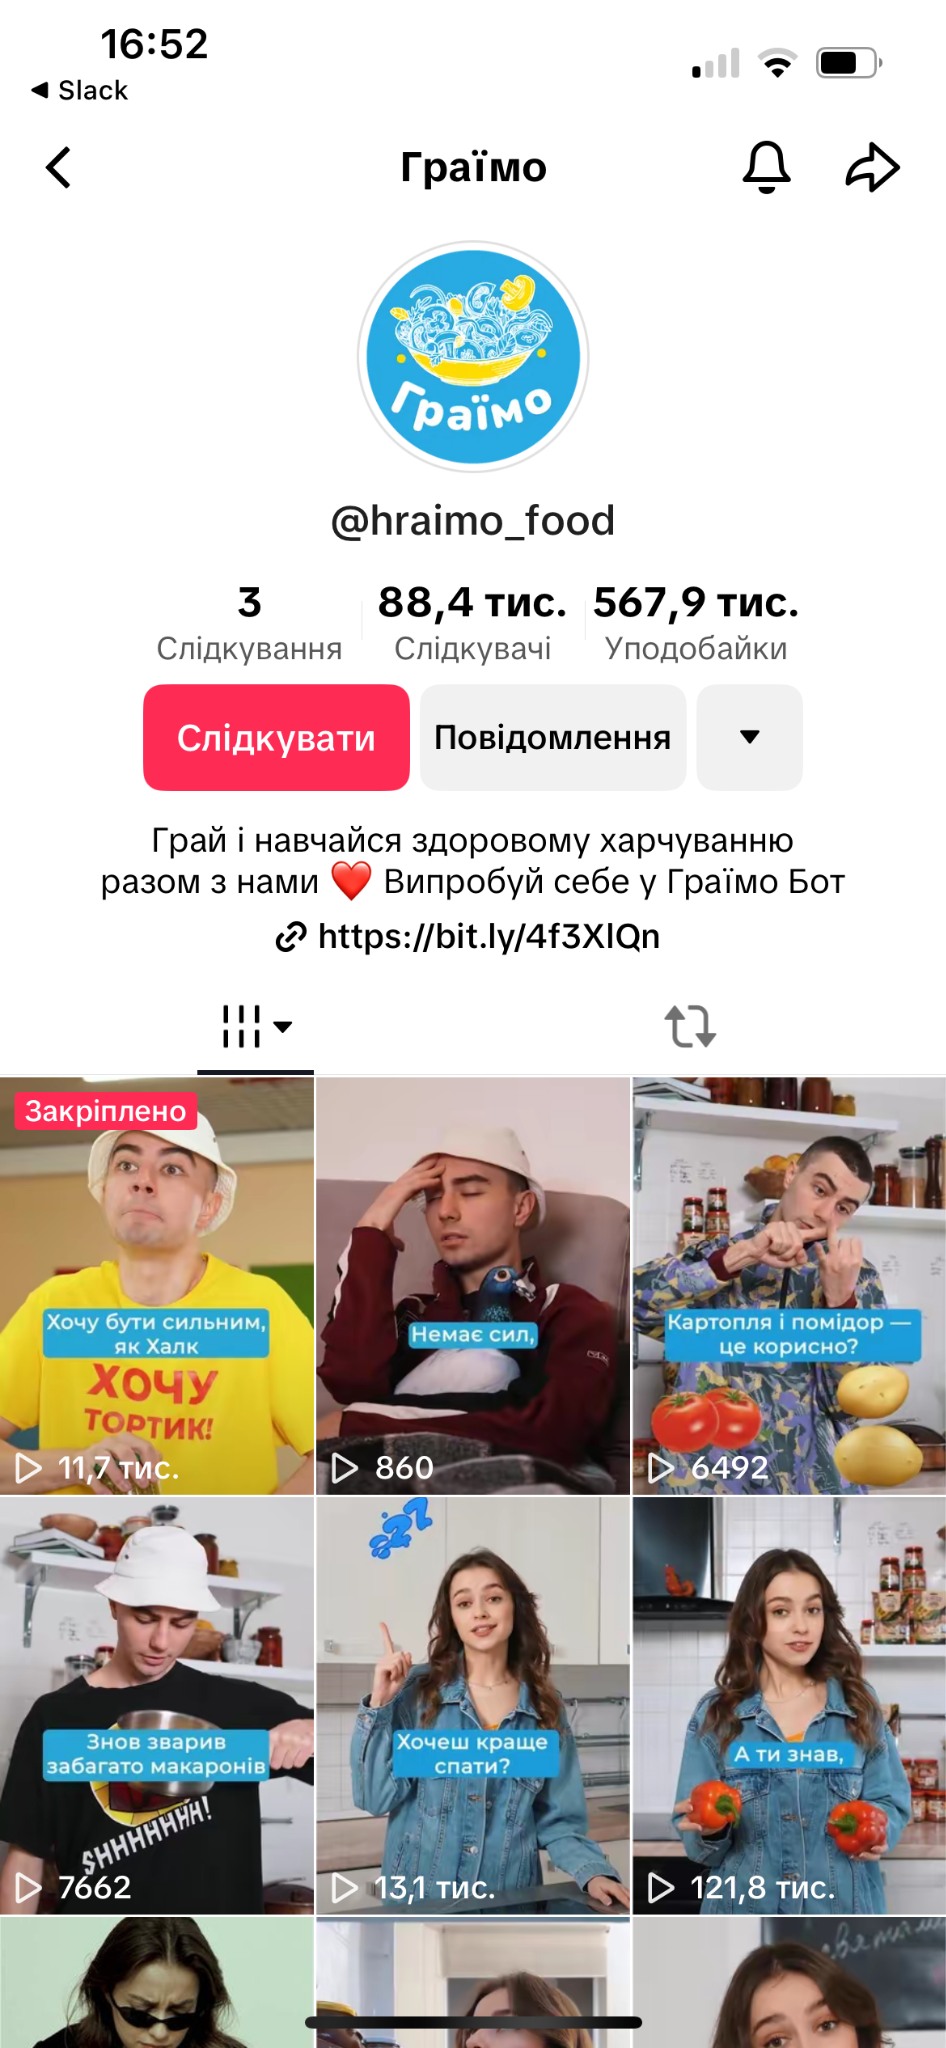 16:52
Slack
Граїмо
Граїмо
@hraimo_food
3 88,4 тис. 567,9 тис.
Слідкування Слідкувачі Уподобайки
Слідкувати Повідомлення
Грай і навчайся здоровому харчуванню
разом з нами ❤️ Випробуй себе у Граїмо Бот
https://bit.ly/4f3XlQn
Закріплено
Хочу бути сильним,
як Халк
ХОЧУ
ТОРТИК!
11,7 тис.
Немає сил,
860
Картопля і помідор —
це корисно?
6492
Знов зварив
забагато макаронів
SHHHHHHH!
7662
zzz
Хочеш краще
спати?
13,1 тис.
А ти знав,
121,8 тис.